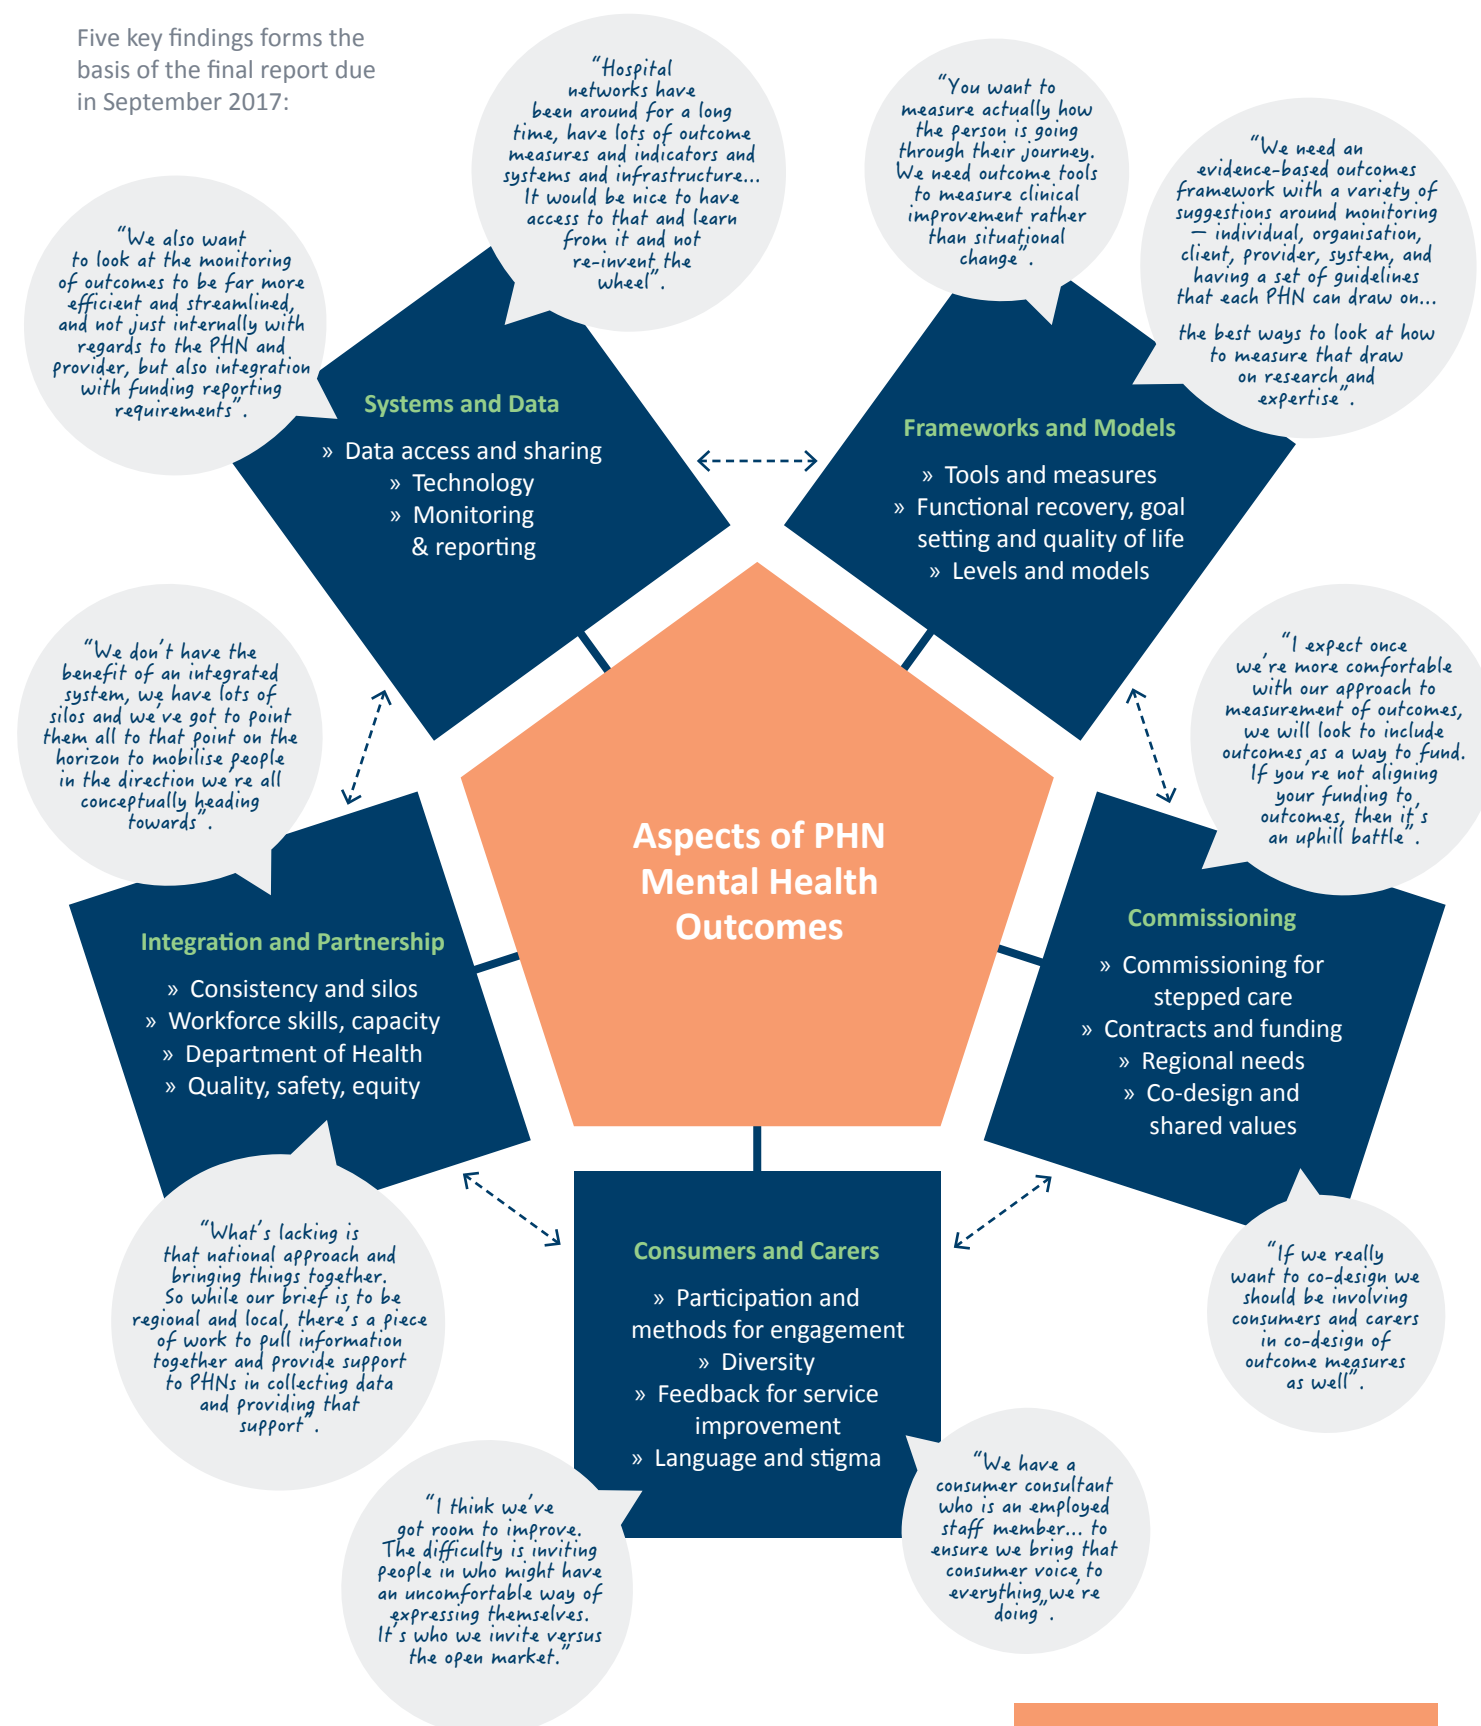 Five key findings forms the
basis of the final report due
in September 2017:
“Hospital
networks have
been around for a long
time, have lots of outcome
measures and indicators and
systems and infrastructure...
It would be nice to have
access to that and learn
from it and not
re-invent the
wheel”.
“You want to
measure actually how
the person is going
through their journey.
We need outcome tools
to measure clinical
improvement rather
than situational
change”.
“We need an
evidence-based outcomes
framework with a variety of
suggestions around monitoring
— individual, organisation,
client, provider, system, and
having a set of guidelines
that each PHN can draw on...
the best ways to look at how
to measure that draw
on research and
expertise”.
“We also want
to look at the monitoring
of outcomes to be far more
efficient and streamlined,
and not just internally with
regards to the PHN and
provider, but also integration
with funding reporting
requirements”.
Systems and Data
» Data access and sharing
» Technology
» Monitoring
& reporting
Frameworks and Models
» Tools and measures
» Functional recovery, goal
setting and quality of life
» Levels and models
“We don’t have the
benefit of an integrated
system, we have lots of
silos and we’ve got to point
them all to that point on the
horizon to mobilise people
in the direction we’re all
conceptually heading
towards”.
“I expect once
we’re more comfortable
with our approach to
measurement of outcomes,
we will look to include
outcomes as a way to fund.
If you’re not aligning
your funding to
outcomes, then it’s
an uphill battle”.
Aspects of PHN
Mental Health
Outcomes
Integration and Partnership
» Consistency and silos
» Workforce skills, capacity
» Department of Health
» Quality, safety, equity
Commissioning
» Commissioning for
stepped care
» Contracts and funding
» Regional needs
» Co-design and
shared values
“What’s lacking is
that national approach and
bringing things together.
So while our brief is to be
regional and local, there’s a piece
of work to pull information
together and provide support
to PHNs in collecting data
and providing that
support”.
Consumers and Carers
» Participation and
methods for engagement
» Diversity
» Feedback for service
improvement
» Language and stigma
“If we really
want to co-design we
should be involving
consumers and carers
in co-design of
outcome measures
as well”.
“I think we’ve
got room to improve.
The difficulty is inviting
people in who might have
an uncomfortable way of
expressing themselves.
It’s who we invite versus
the open market.”
“We have a
consumer consultant
who is an employed
staff member... to
ensure we bring that
consumer voice to
everything we’re
doing”.